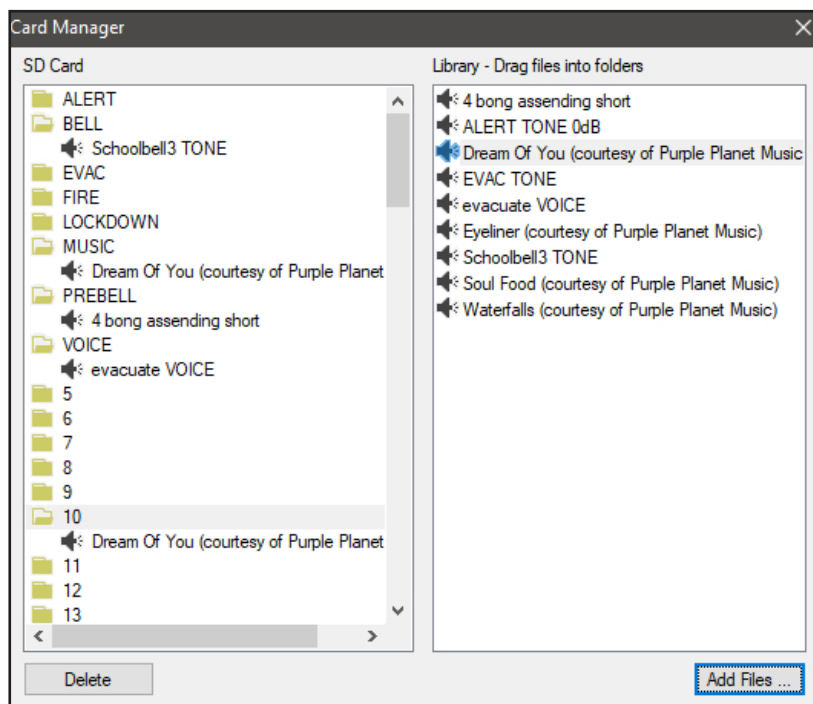 Card Manager
SD Card
ALERT
BELL
Schoolbell3 TONE
EVAC
FIRE
LOCKDOWN
MUSIC
Dream Of You (courtesy of Purple Planet
PREBELL
4 bong assending short
VOICE
evacuate VOICE
5
6
7
8
9
10
Dream Of You (courtesy of Purple Planet
11
12
13
Delete
Library - Drag files into folders
4 bong assending short
ALERT TONE 0dB
Dream Of You (courtesy of Purple Planet Music
EVAC TONE
evacuate VOICE
Eyeliner (courtesy of Purple Planet Music)
Schoolbell3 TONE
Soul Food (courtesy of Purple Planet Music)
Waterfalls (courtesy of Purple Planet Music)
Add Files ...